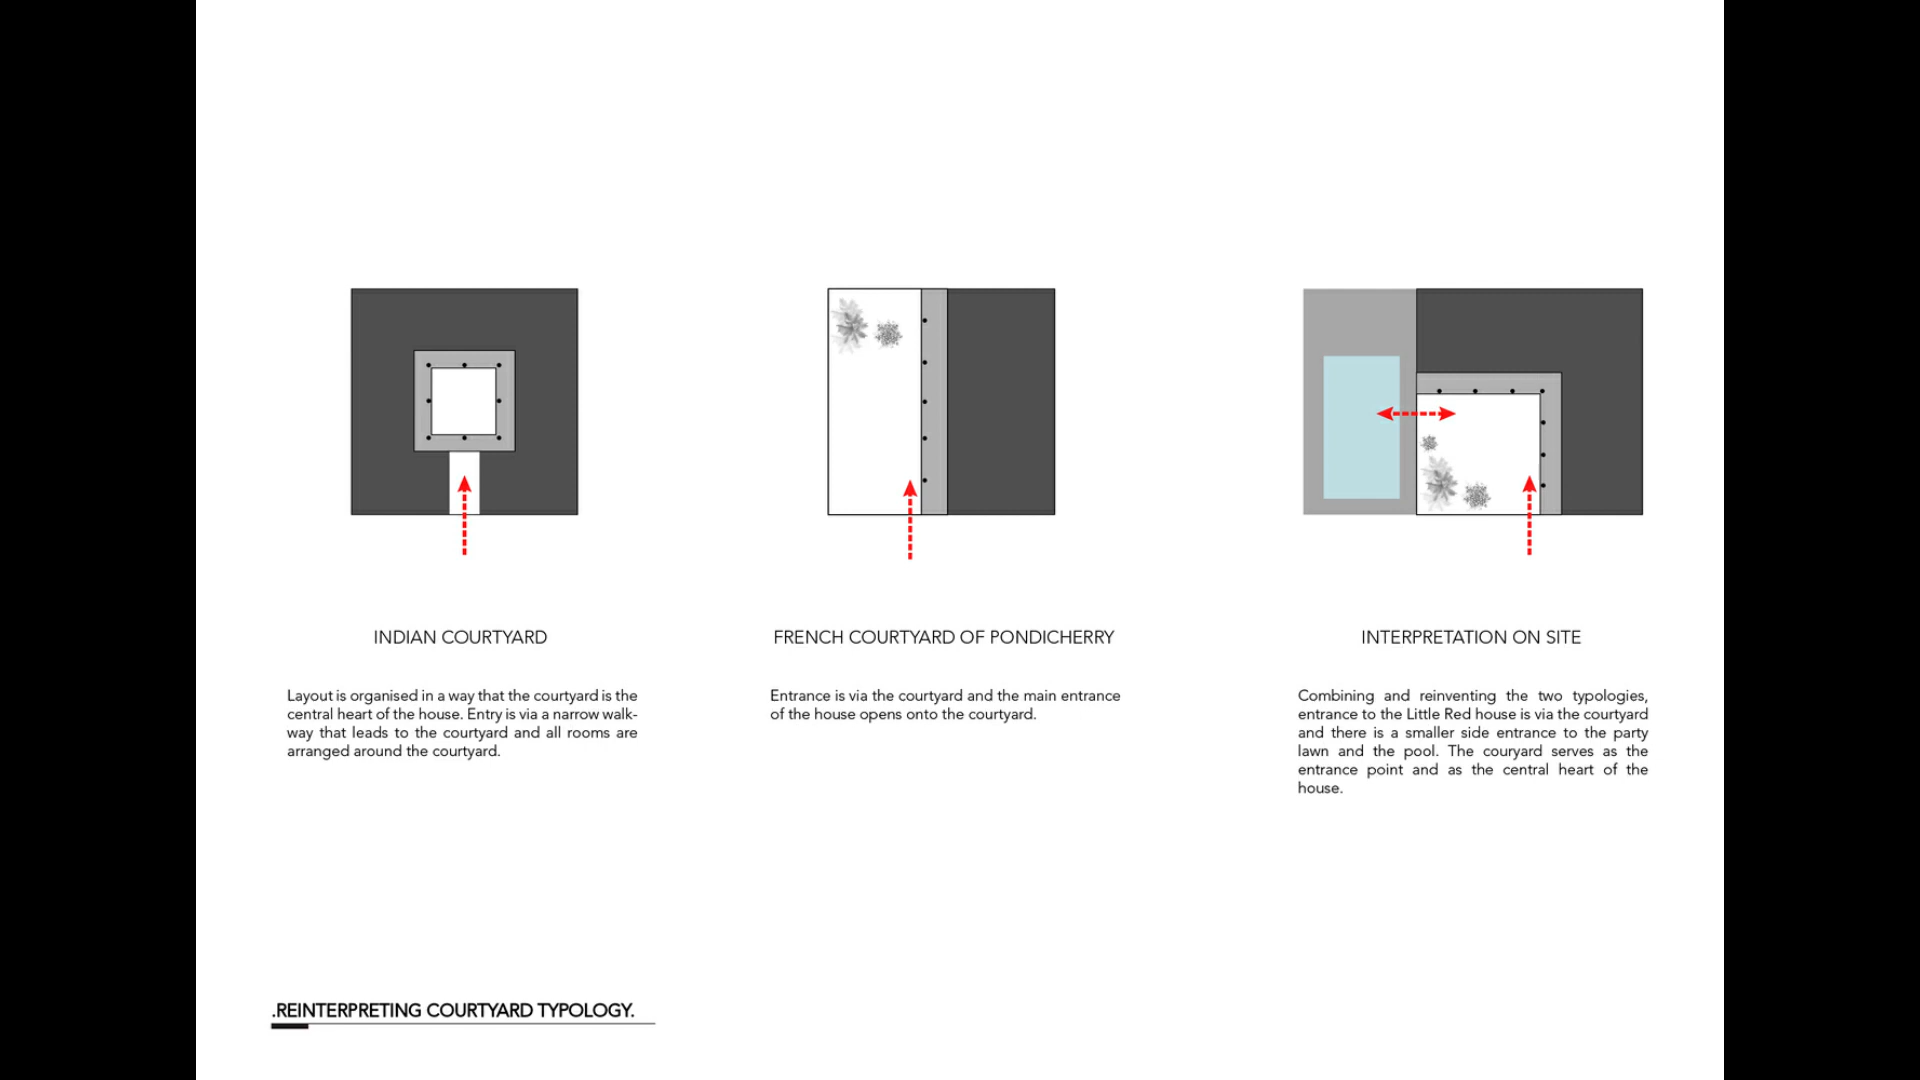 INDIAN COURTYARD
Layout is organised in a way that the courtyard is the
central heart of the house. Entry is via a narrow walk-
way that leads to the courtyard and all rooms are
arranged around the courtyard.
FRENCH COURTYARD OF PONDICHERRY
Entrance is via the courtyard and the main entrance
of the house opens onto the courtyard.
INTERPRETATION ON SITE
Combining and reinventing the two typologies,
entrance to the Little Red house is via the courtyard
and there is a smaller side entrance to the party
lawn and the pool. The couryard serves as the
entrance point and as the central heart of the
house.
.REINTERPRETING COURTYARD TYPOLOGY.